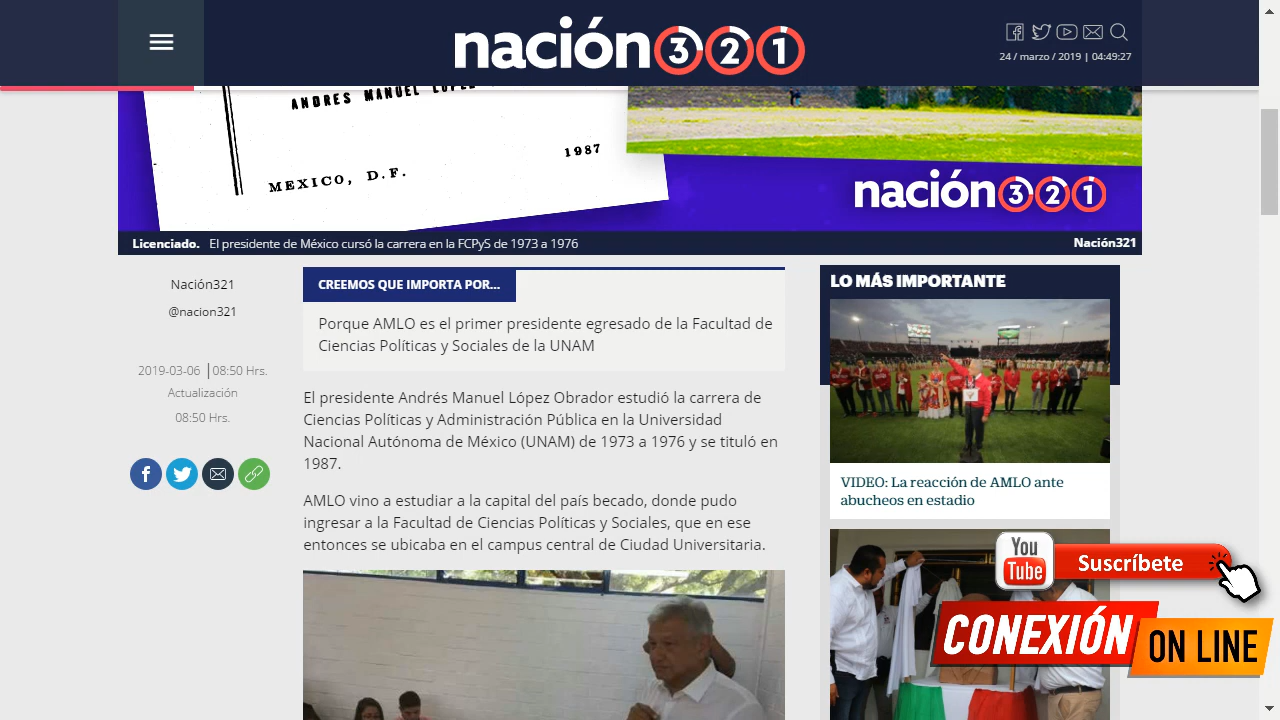 nación321
24 / marzo / 2019 | 04:49:27
ANDRES MANUEL
1987
MEXICO, D.F.
nación321
Licenciado. El presidente de México cursó la carrera en la FCPyS de 1973 a 1976
Nación321
Nación321
@nacion321
2019-03-06 |08:50 Hrs.
Actualización
08:50 Hrs.
CREEMOS QUE IMPORTA POR...
Porque AMLO es el primer presidente egresado de la Facultad de
Ciencias Políticas y Sociales de la UNAM
El presidente Andrés Manuel López Obrador estudió la carrera de
Ciencias Políticas y Administración Pública en la Universidad
Nacional Autónoma de México (UNAM) de 1973 a 1976 y se tituló en
1987.
AMLO vino a estudiar a la capital del país becado, donde pudo
ingresar a la Facultad de Ciencias Políticas y Sociales, que en ese
entonces se ubicaba en el campus central de Ciudad Universitaria.
LO MÁS IMPORTANTE
VIDEO: La reacción de AMLO ante
abucheos en estadio
You
Tube
Suscríbete
CONEXIÓN
ON LINE